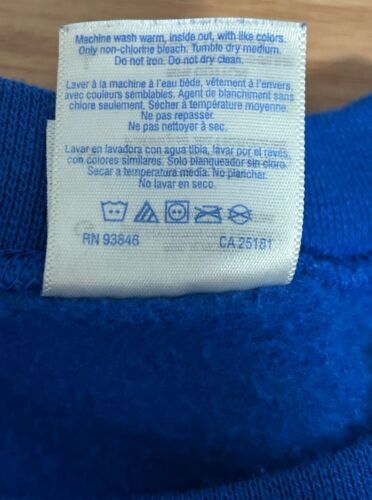 Machine wash warm, inside out, with like colors.
Only non-chlorine bleach. Tumble dry medium.
Do not iron. Do not dry clean.
Laver à la machine à l'eau tiède, vêtement à l'envers,
avec couleurs semblables. Agent de blanchiment sans
chlore seulement. Sécher à température moyenne.
Ne pas repasser.
Ne pas nettoyer à sec.
Lavar en lavadora con agua tibia, lavar por el revés,
con colores similares. Solo blanqueador sin cloro.
Secar a temperatura media. No planchar.
No lavar en seco.
RN 93846 CA 25181